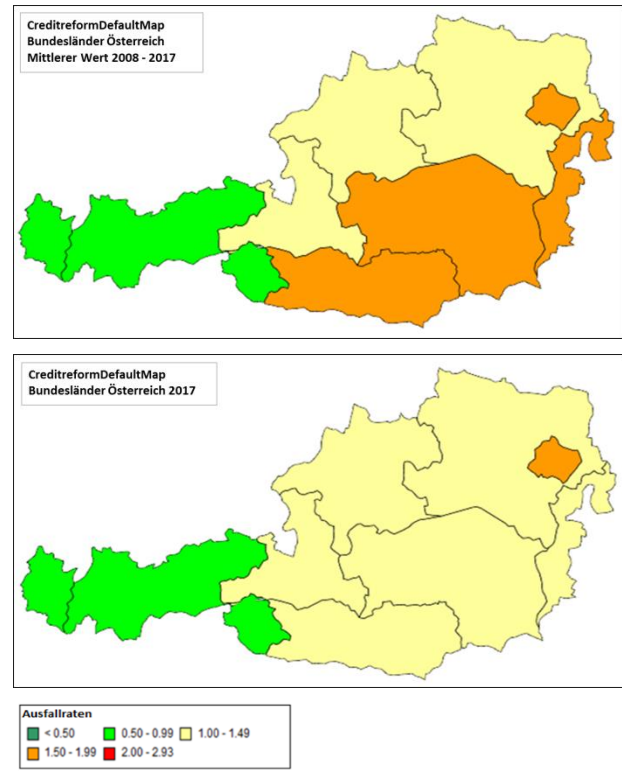 CreditreformDefaultMap
Bundesländer Österreich
Mittlerer Wert 2008 - 2017
CreditreformDefaultMap
Bundesländer Österreich 2017
Ausfallraten
< 0.50 0.50 - 0.99 1.00 - 1.49
1.50 - 1.99 2.00 - 2.93